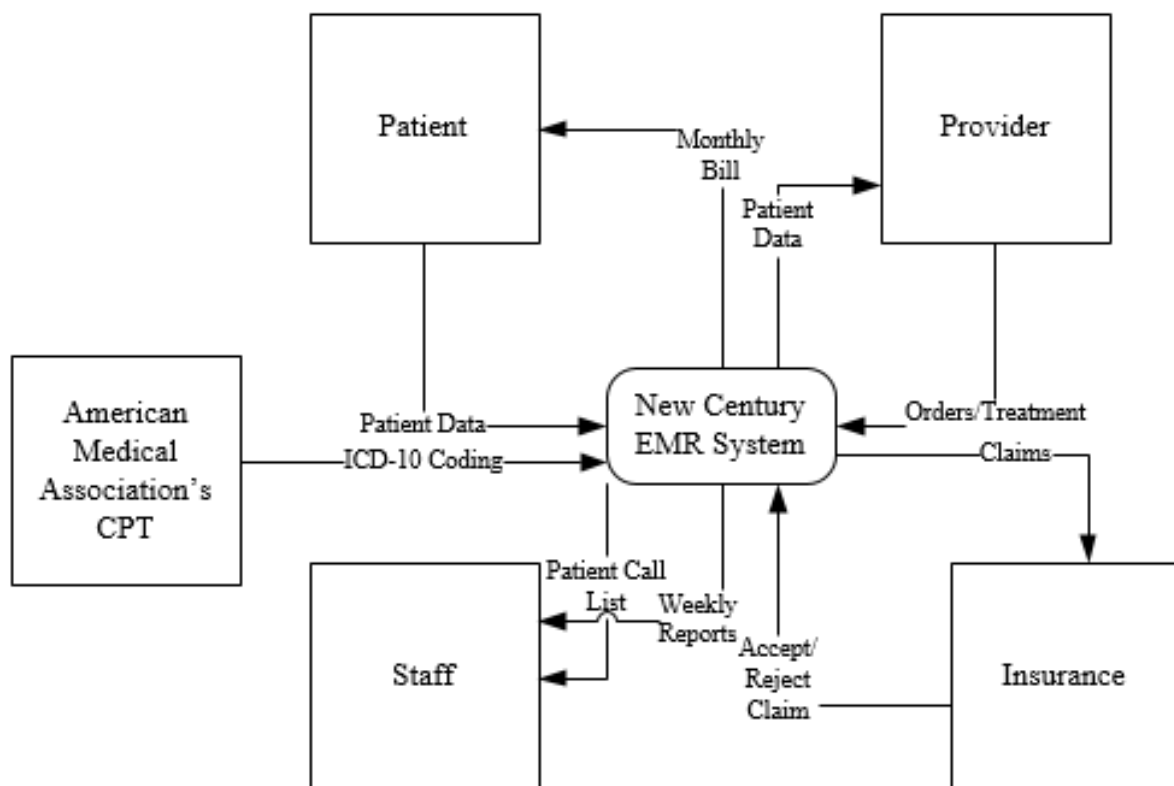 Patient
Provider
Monthly
Bill
Patient
Data
American
Medical
Association's
CPT
New Century
EMR System
Patient Data
ICD-10 Coding
Orders/Treatment
Claims
Patient Call
List
Weekly
Reports
Accept/
Reject
Claim
Staff
Insurance